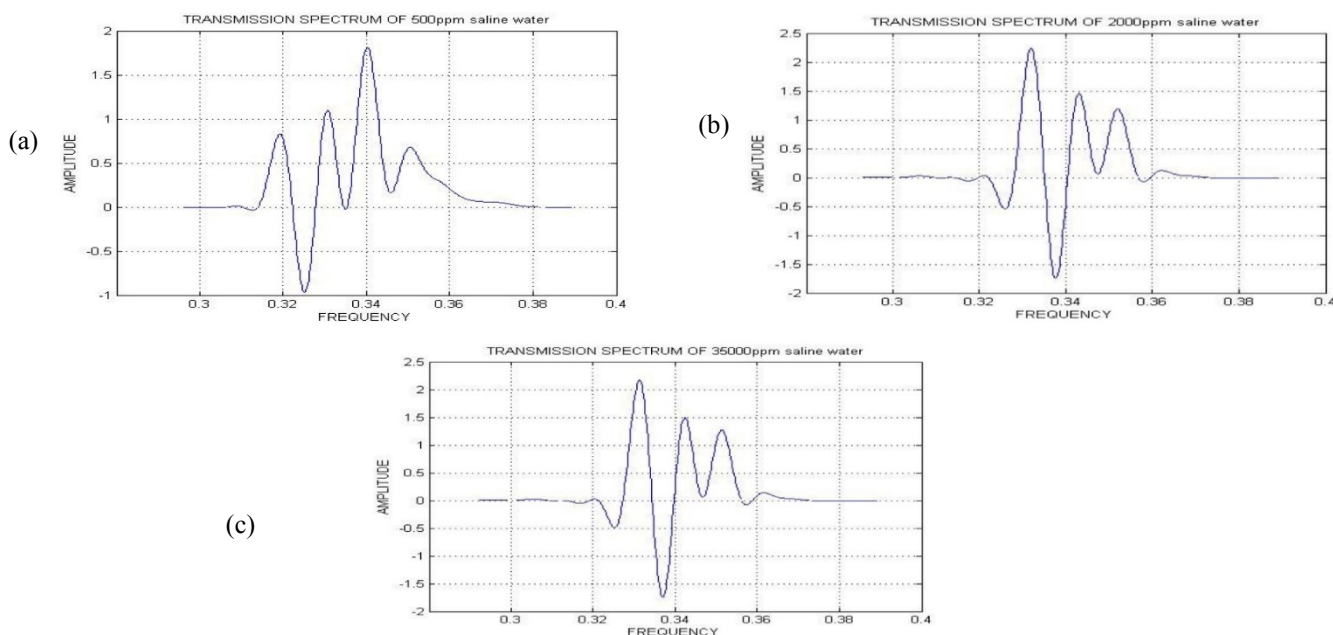 (a)
TRANSMISSION SPECTRUM OF 500ppm saline water
AMPLITUDE
2
1.5
1
0.5
0
-0.5
-1
0.3 0.32 0.34 0.36 0.38 0.4
FREQUENCY
(b)
TRANSMISSION SPECTRUM OF 2000ppm saline water
AMPLITUDE
2.5
2
1.5
1
0.5
0
-0.5
-1
-1.5
-2
0.3 0.32 0.34 0.36 0.38 0.4
FREQUENCY
(c)
TRANSMISSION SPECTRUM OF 35000ppm saline water
AMPLITUDE
2.5
2
1.5
1
0.5
0
-0.5
-1
-1.5
-2
0.3 0.32 0.34 0.36 0.38 0.4
FREQUENCY